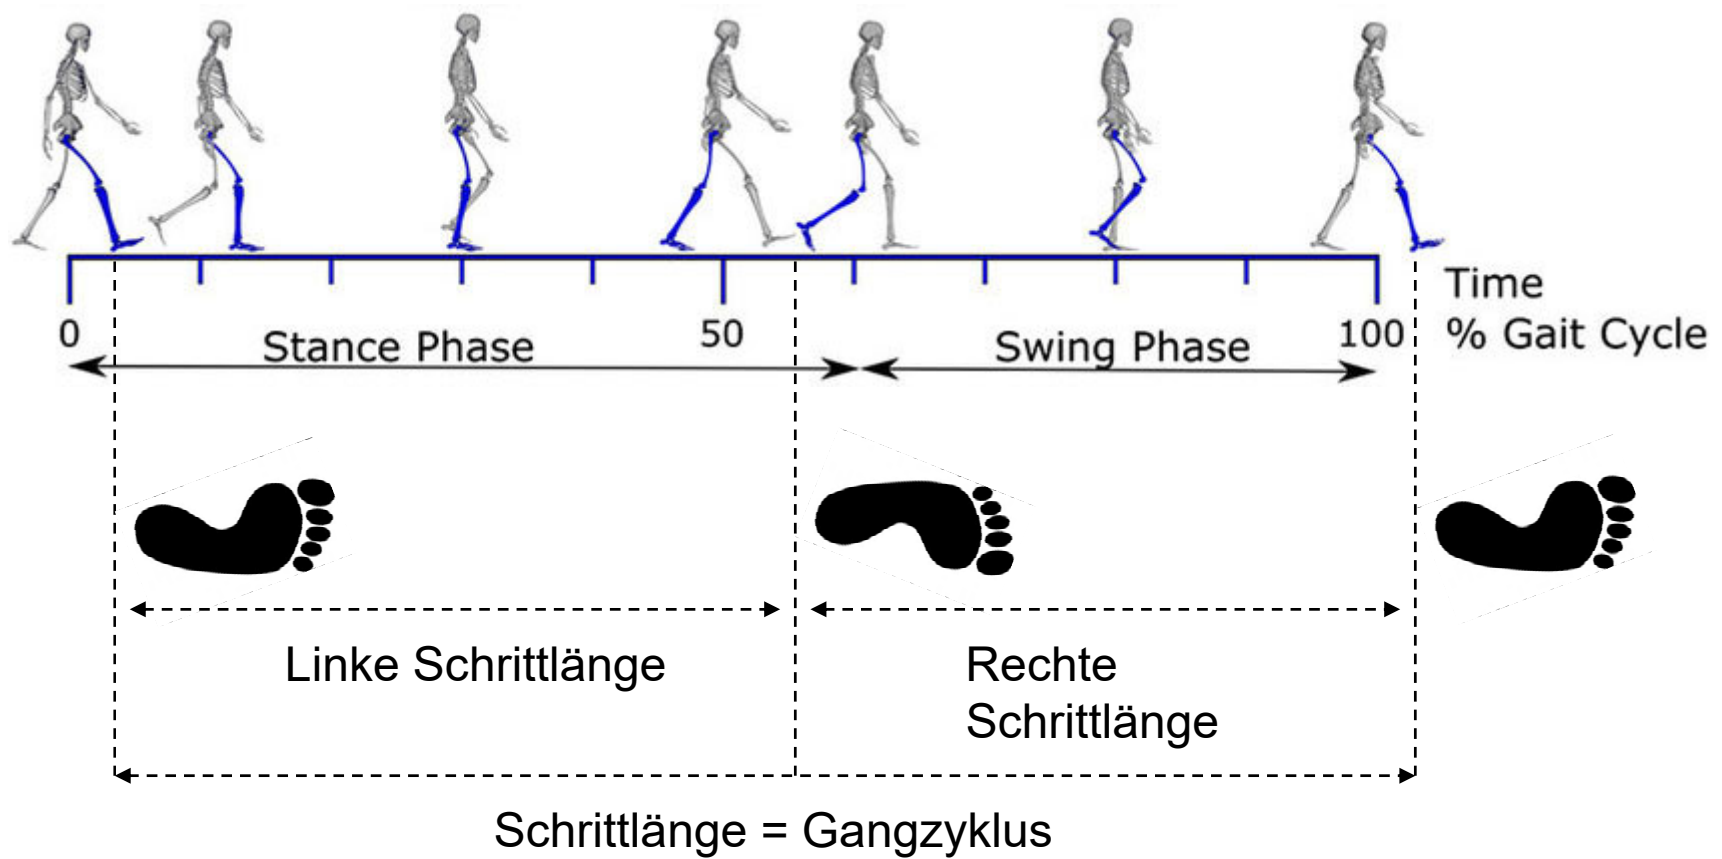 Time
0
50
100
% Gait Cycle
Stance Phase
Swing Phase
Linke Schrittlänge
Rechte
Schrittlänge
Schrittlänge = Gangzyklus